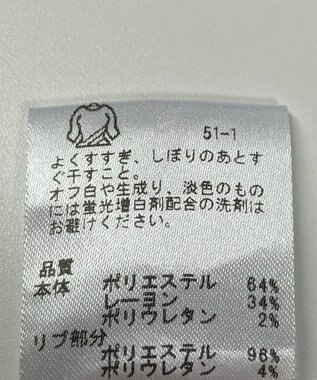 51-1
よくすすぎ、しぼりのあとす
ぐ干すこと。
オフ白や生成り、淡色のもの
には蛍光増白剤配合の洗剤は
お避けください。
品質
本体 ポリエステル 64%
レーヨン 34%
ポリウレタン 2%
リブ部分
ポリエステル 96%
ポリウレタン 4%